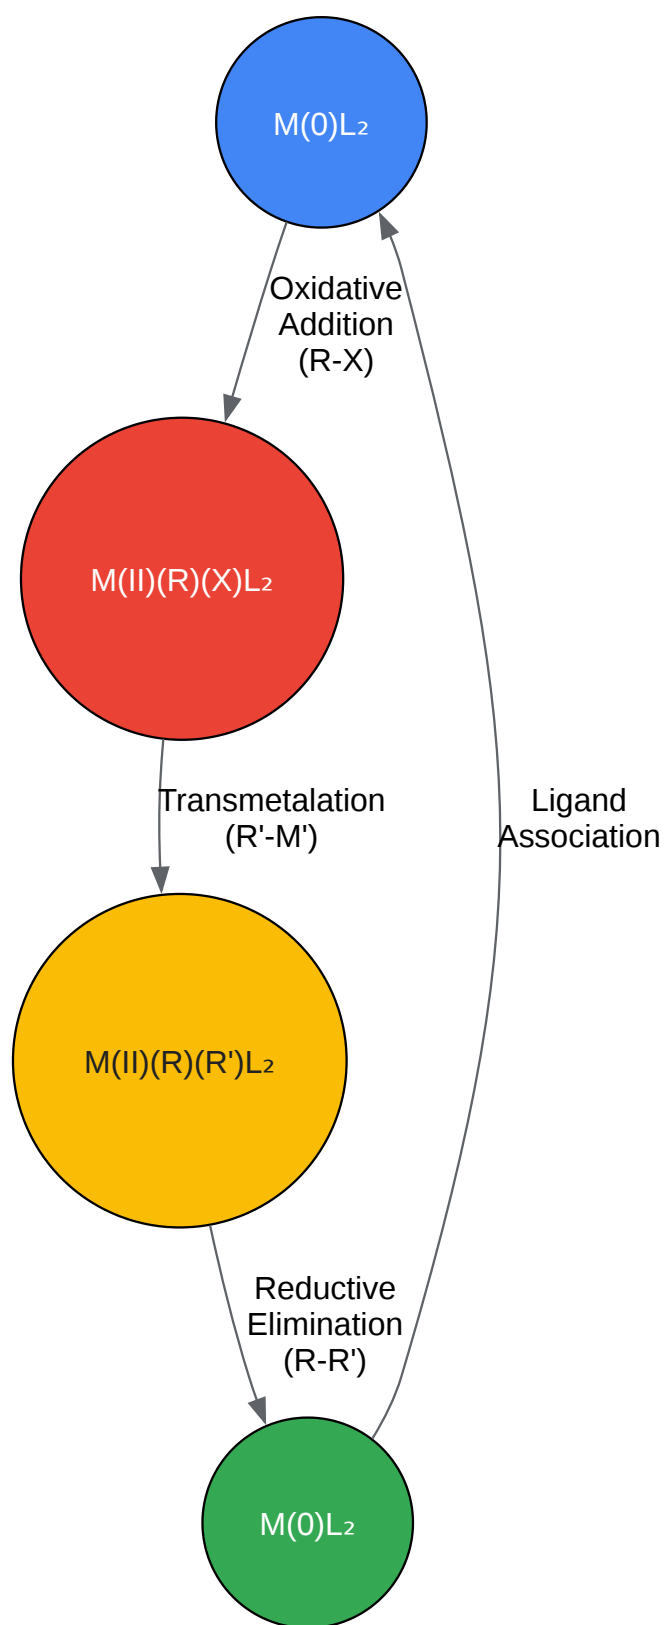 M(0)L₂
Oxidative
Addition
(R-X)
M(II)(R)(X)L₂
Transmetalation
(R'-M')
Ligand
Association
M(II)(R)(R')L₂
Reductive
Elimination
(R-R')
M(0)L₂